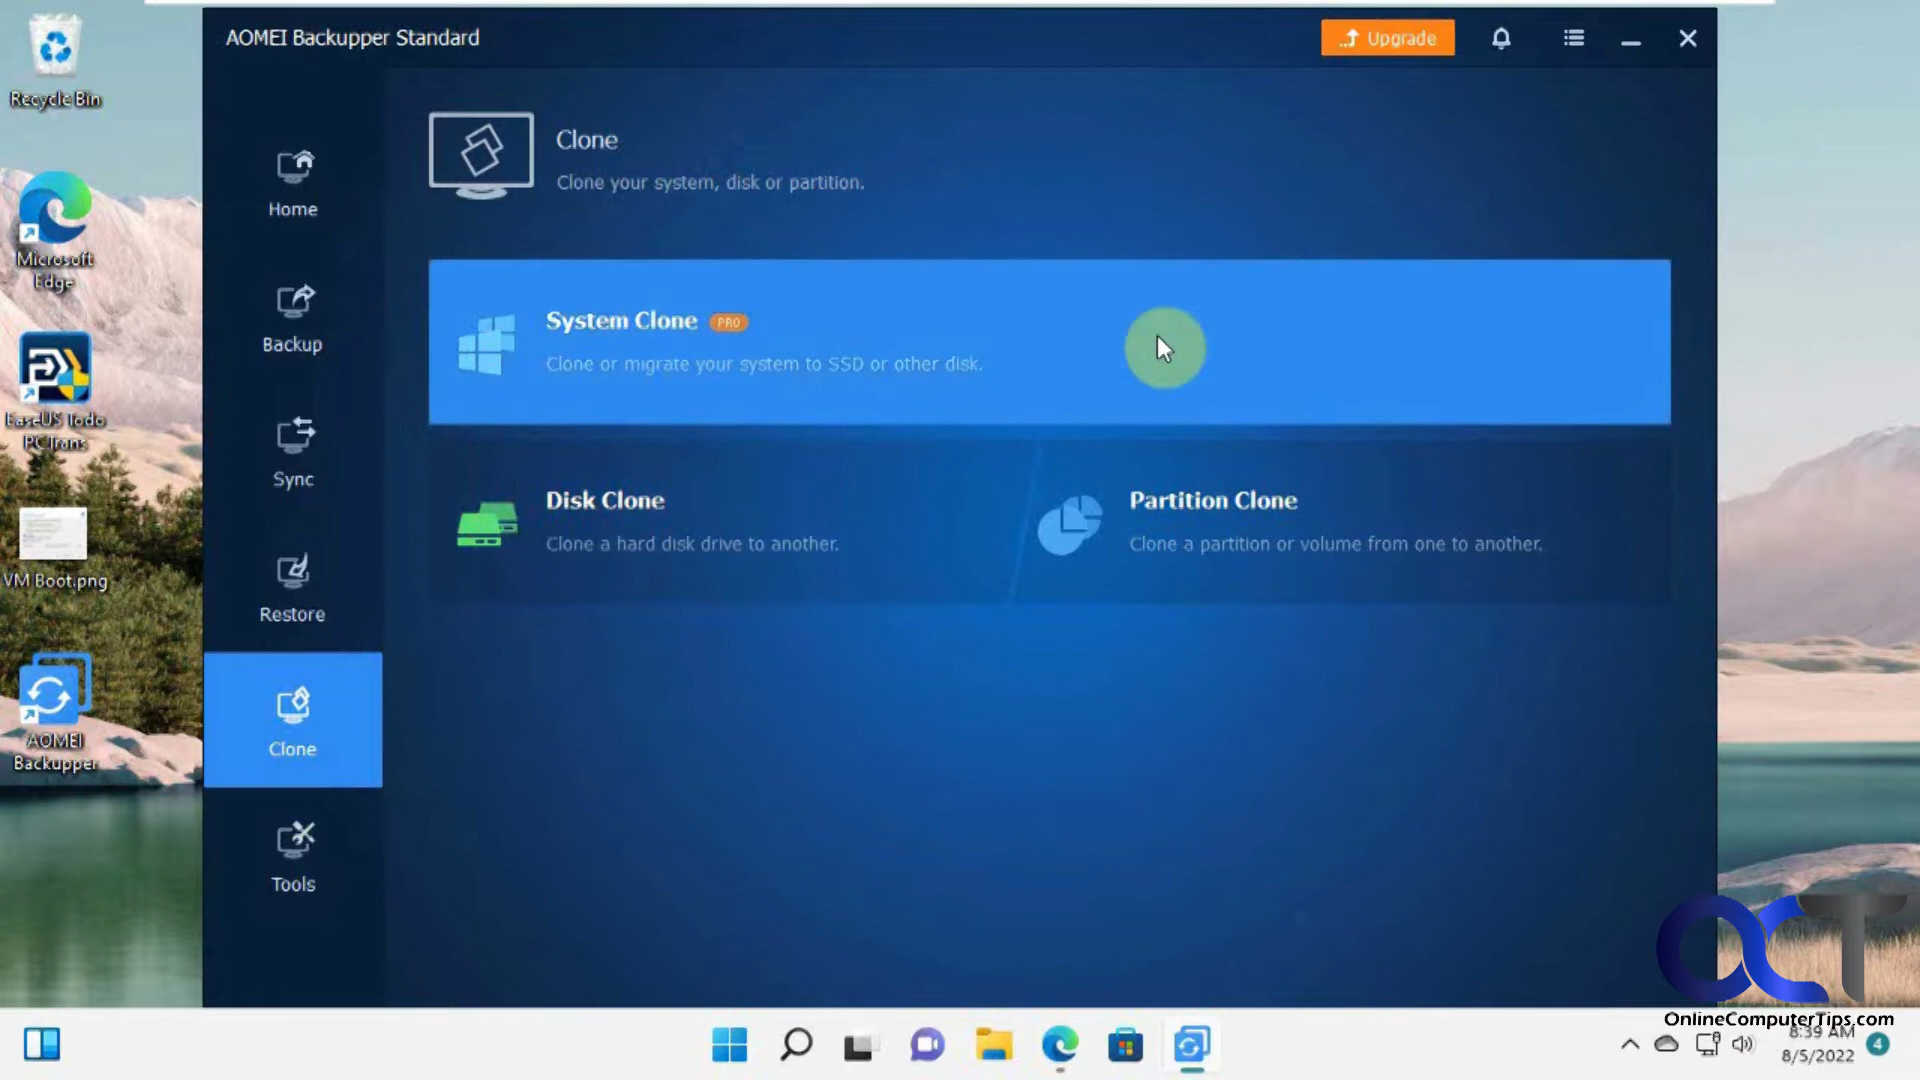 AOMEI Backupper Standard
Upgrade
Recycle Bin
Microsoft
Edge
EaseUS Todo
PCTrans
VM Boot.png
AOMEI
Backupper
Home
Backup
Sync
Restore
Clone
Tools
Clone
Clone your system, disk or partition.
System Clone PRO
Clone or migrate your system to SSD or other disk.
Disk Clone
Clone a hard disk drive to another.
Partition Clone
Clone a partition or volume from one to another.
OCT
OnlineComputerTips.com
8:39 AM
8/5/2022
4